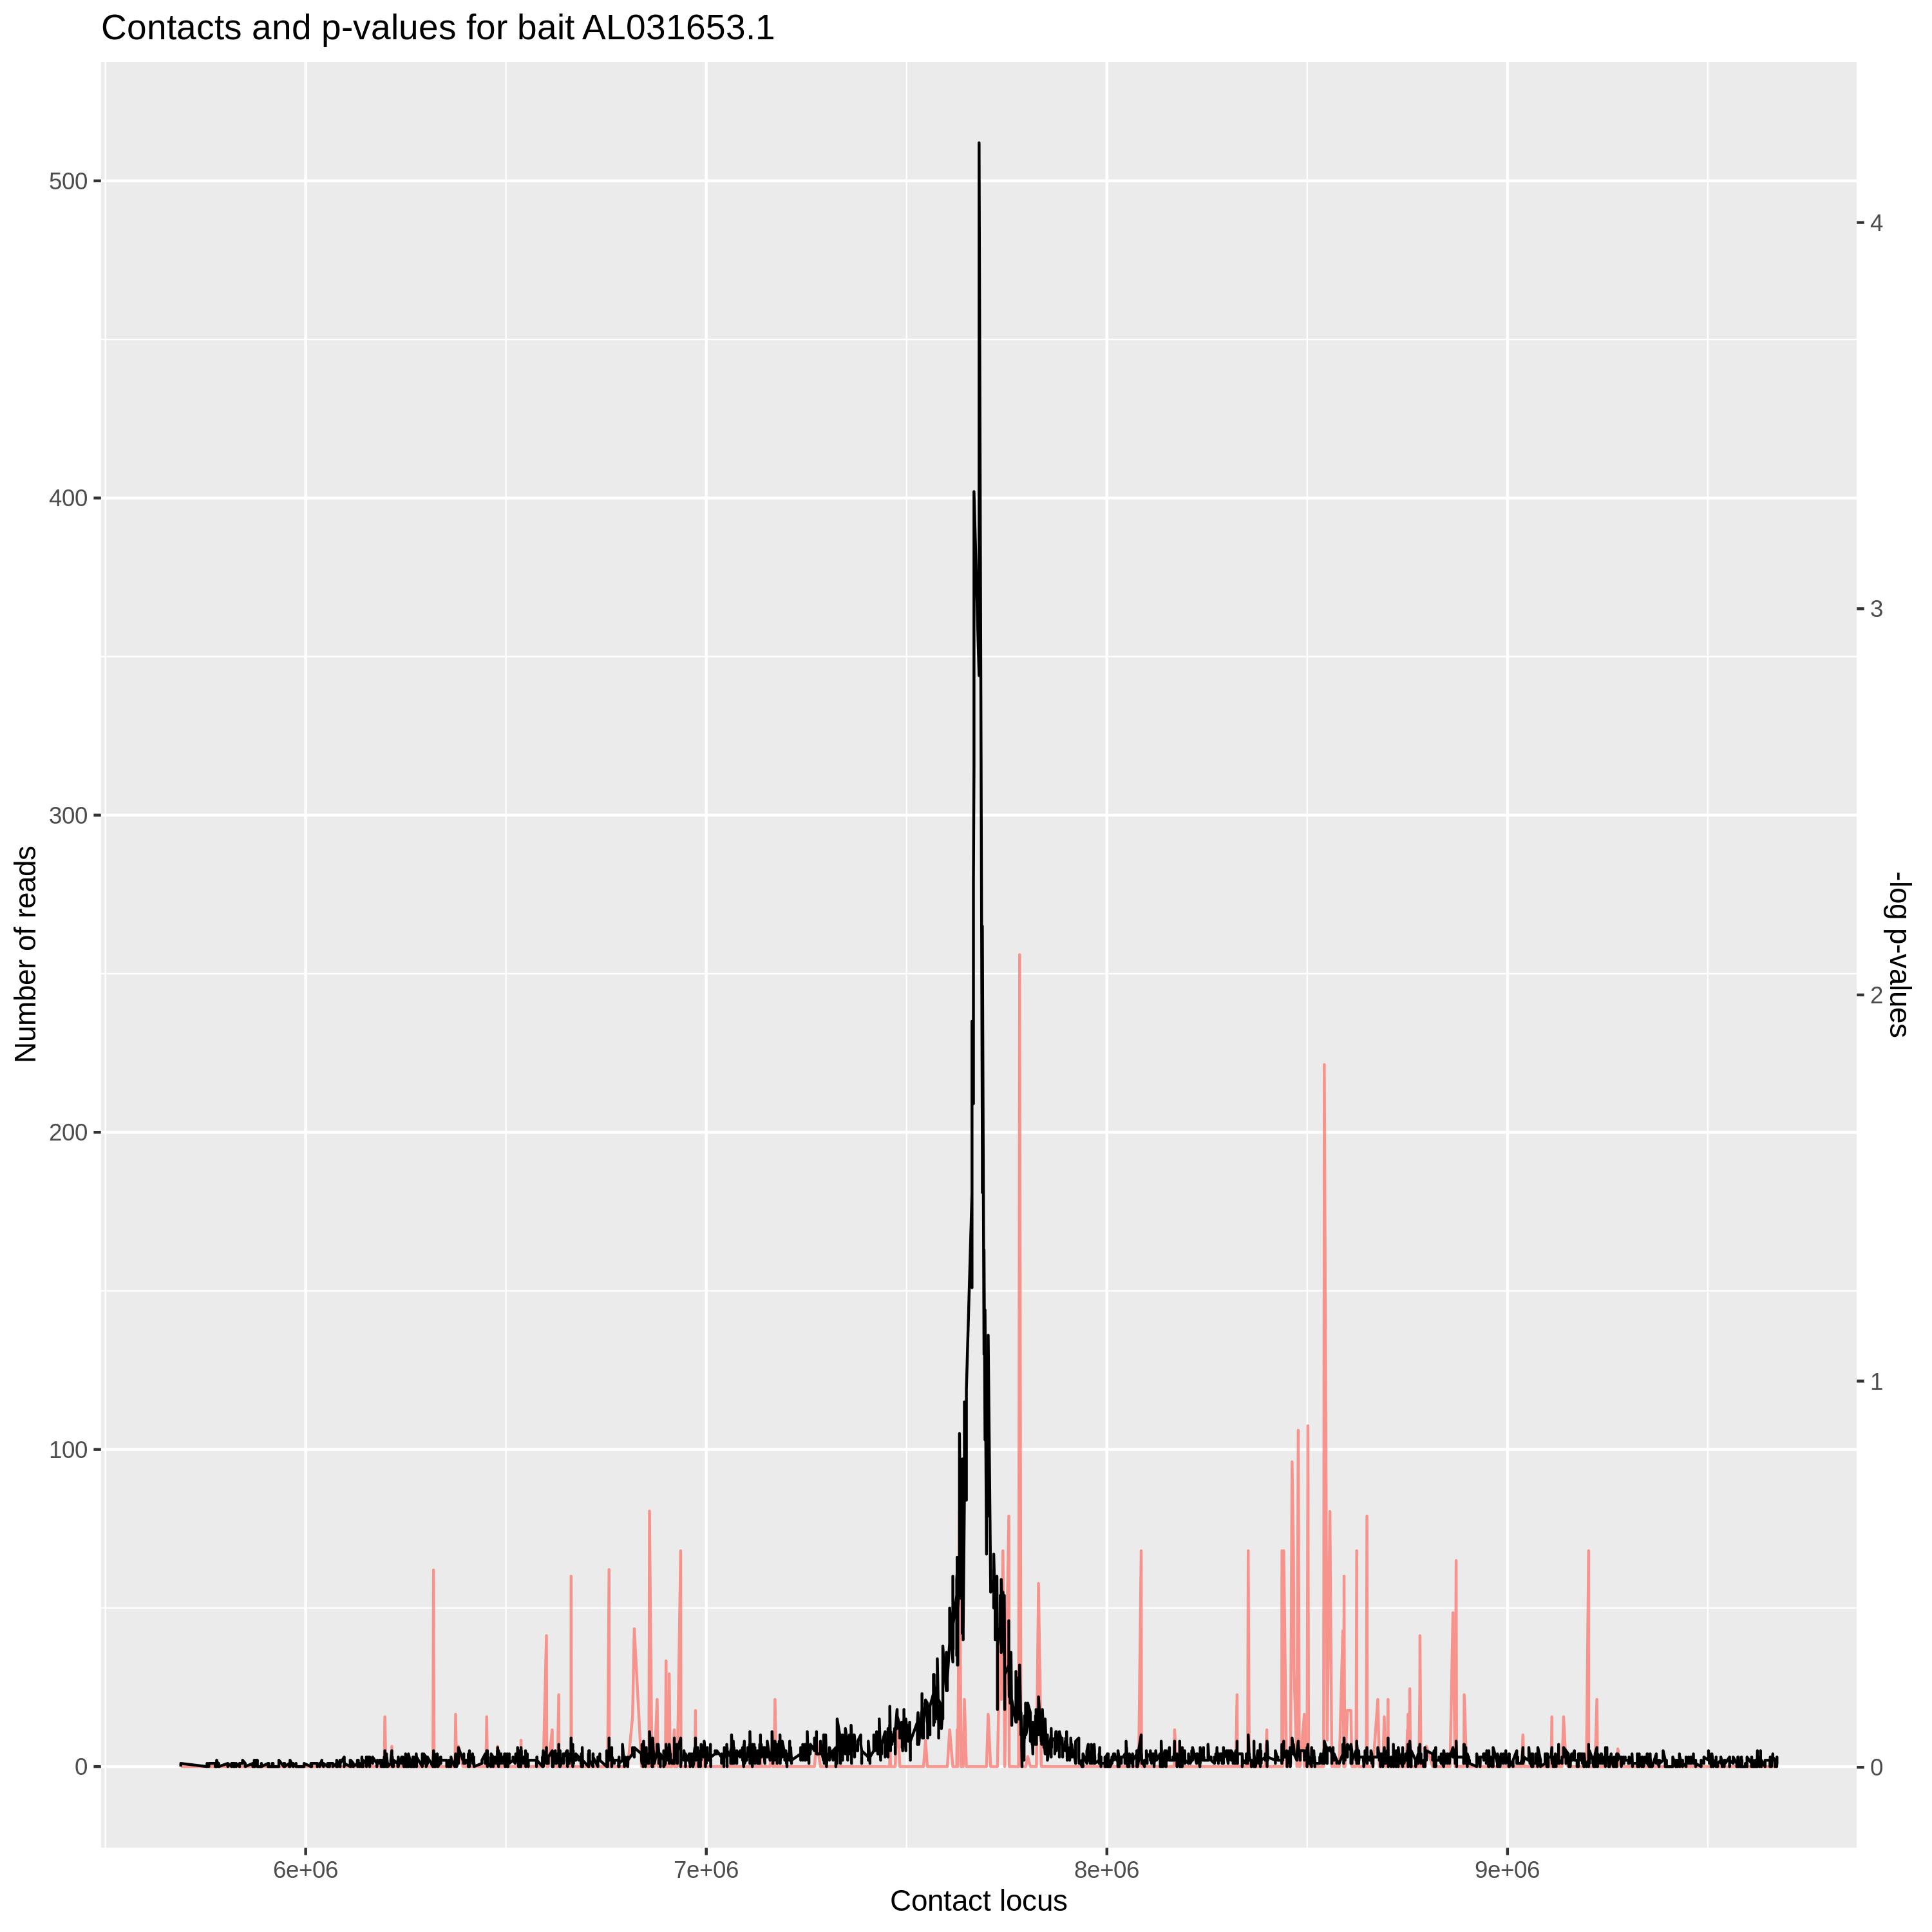 Contacts and p-values for bait AL031653.1
500
400
300
200
100
0
Number of reads
4
3
2
1
0
-log p-values
6e+06
7e+06
8e+06
9e+06
Contact locus